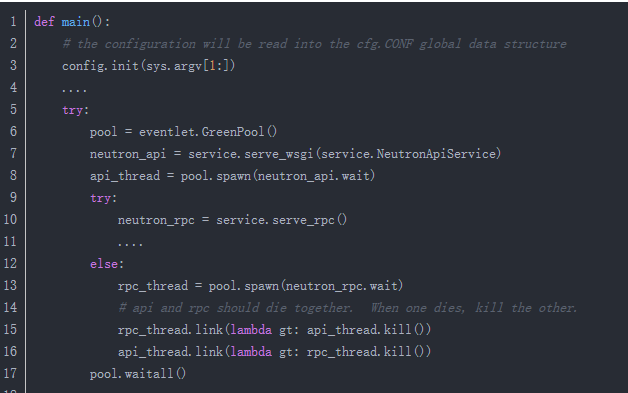 1 def main():
2 # the configuration will be read into the cfg.CONF global data structure
3 config.init(sys.argv[1:])
4 ....
5 try:
6 pool = eventlet.GreenPool()
7 neutron_api = service.serve_wsgi(service.NeutronApiService)
8 api_thread = pool.spawn(neutron_api.wait)
9 try:
10 neutron_rpc = service.serve_rpc()
11 ....
12 else:
13 rpc_thread = pool.spawn(neutron_rpc.wait)
14 # api and rpc should die together.  When one dies, kill the other.
15 rpc_thread.link(lambda gt: api_thread.kill())
16 api_thread.link(lambda gt: rpc_thread.kill())
17 pool.waitall()